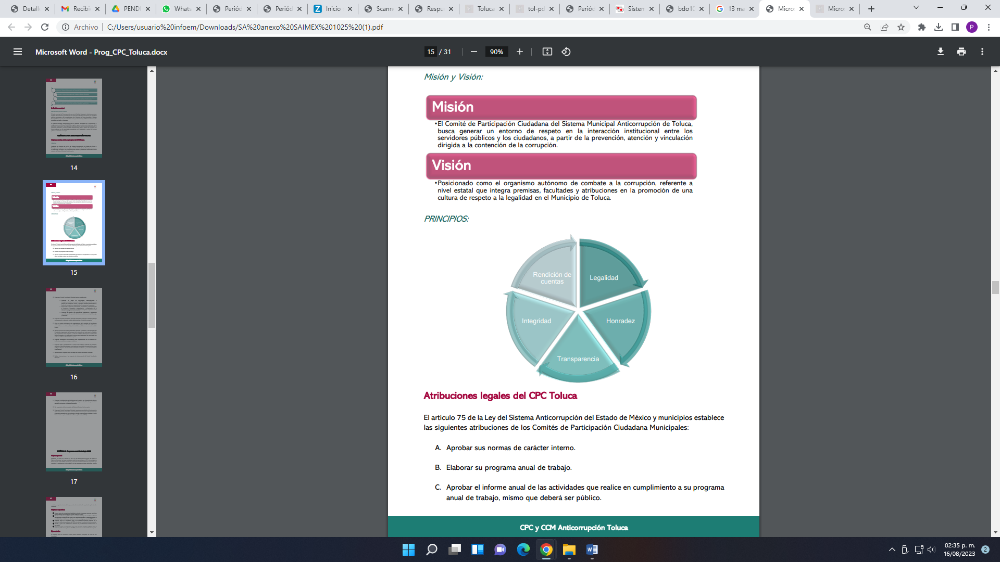 Detalle
Recibi
PENDI
Whats
Periód
Periód
Inicio
Scann
Respu
Toluca
tol-pd
Periód
Sistem
bdo10
13 ma
Micro
Micro
Archivo
C:/Users/usuario%20infoem/Downloads/SA%20anexo%20SAIMEX%201025%20(1).pdf
P
Microsoft Word - Prog_CPC_Toluca.docx
15 / 31
90%
14
15
16
17
Misión y Visión:
Misión
•El Comité de Participación Ciudadana del Sistema Municipal Anticorrupción de Toluca,
busca generar un entorno de respeto en la interacción institucional entre los
servidores públicos y los ciudadanos, a partir de la prevención, atención y vinculación
dirigida a la contención de la corrupción.
Visión
•Posicionado como el organismo autónomo de combate a la corrupción, referente a
nivel estatal que integra premisas, facultades y atribuciones en la promoción de una
cultura de respeto a la legalidad en el Municipio de Toluca.
PRINCIPIOS:
Rendición de
cuentas
Legalidad
Integridad
Honradez
Transparencia
Atribuciones legales del CPC Toluca
El artículo 75 de la Ley del Sistema Anticorrupción del Estado de México y municipios establece
las siguientes atribuciones de los Comités de Participación Ciudadana Municipales:
A. Aprobar sus normas de carácter interno.
B. Elaborar su programa anual de trabajo.
C. Aprobar el informe anual de las actividades que realice en cumplimiento a su programa
anual de trabajo, mismo que deberá ser público.
CPC y CCM Anticorrupción Toluca
02:35 p. m.
16/08/2023
2